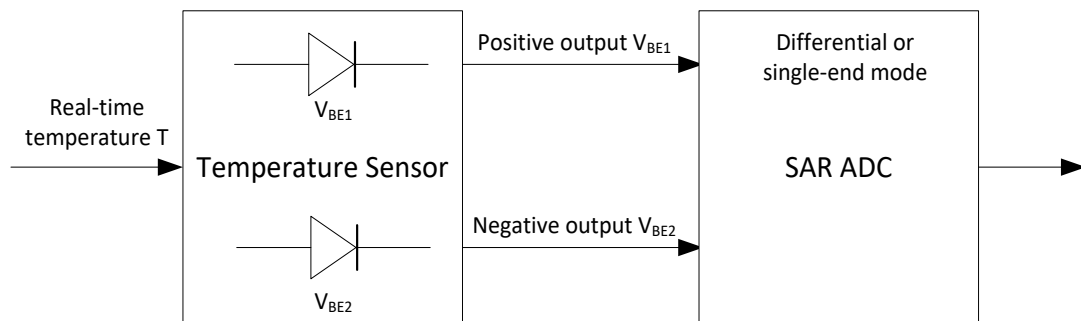 Real-time
temperature T
V_BE1
Temperature Sensor
V_BE2
Positive output V_BE1
Negative output V_BE2
Differential or
single-end mode
SAR ADC